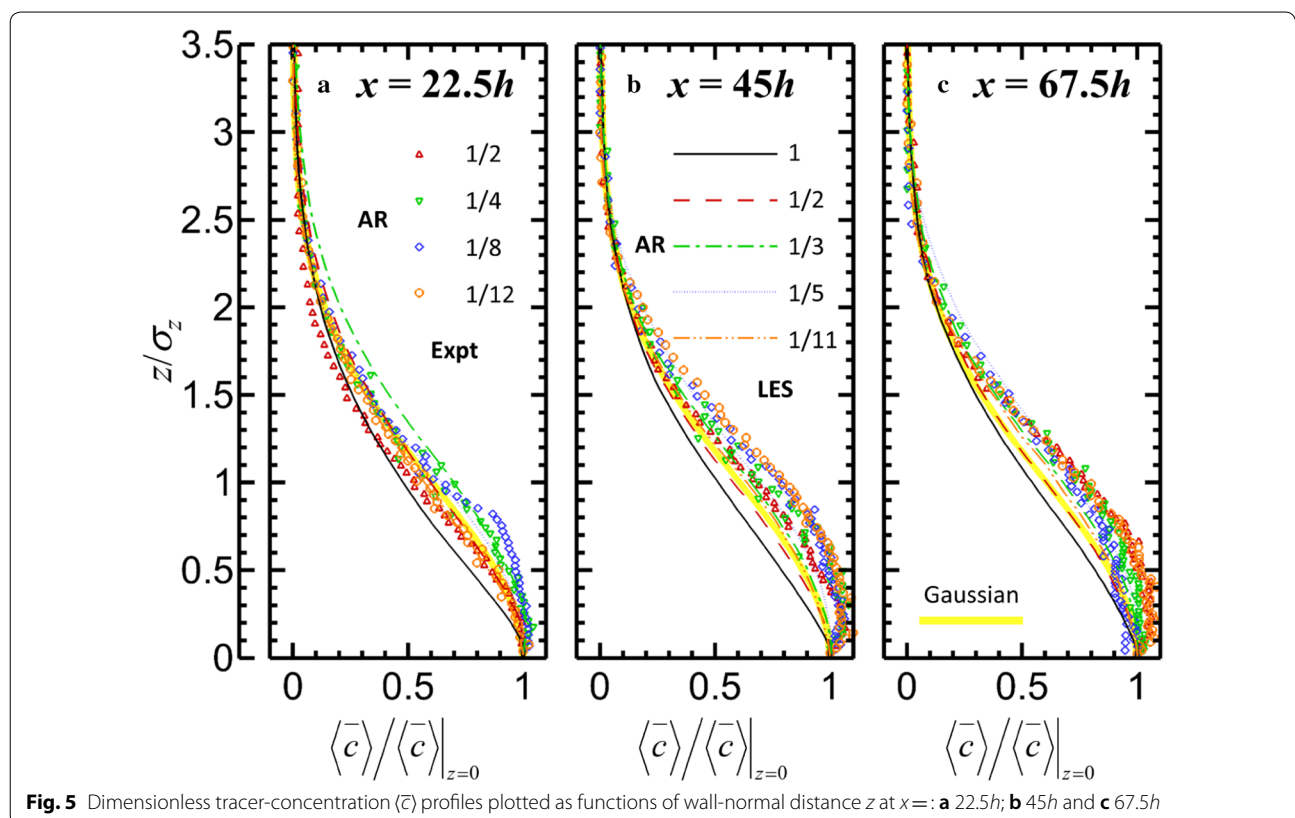 3.5
3
2.5
2
1.5
1
0.5
0
z/σ_z
a x = 22.5h
1/2
1/4
AR
1/8
1/12
Expt
0 0.5 1
⟨c̅⟩/⟨c̅⟩|_{z=0}
b x = 45h
1
1/2
AR
1/3
1/5
1/11
LES
0 0.5 1
⟨c̅⟩/⟨c̅⟩|_{z=0}
c x = 67.5h
Gaussian
0 0.5 1
⟨c̅⟩/⟨c̅⟩|_{z=0}
Fig. 5 Dimensionless tracer-concentration ⟨c̅⟩ profiles plotted as functions of wall-normal distance z at x = : a 22.5h; b 45h and c 67.5h